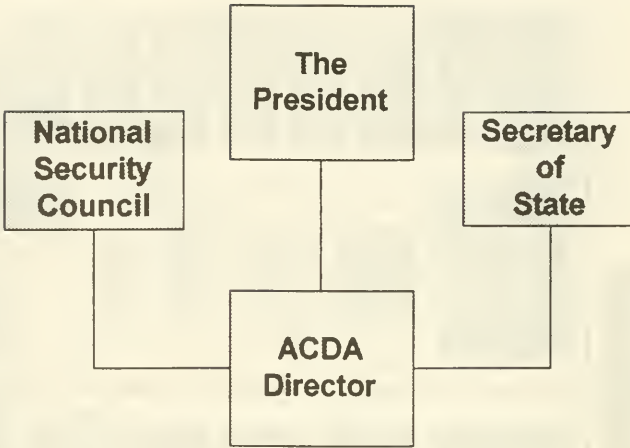 The
President
National
Security
Council
Secretary
of
State
ACDA
Director